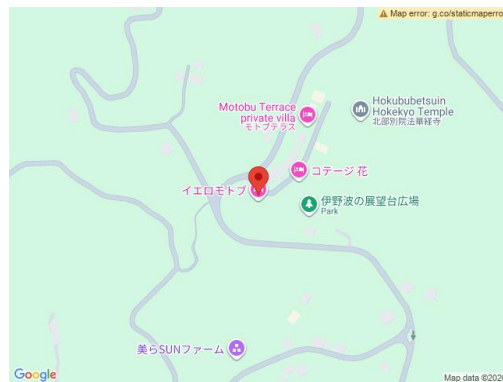 Map error: g.co/staticmaperro
Motobu Terrace
private villa
モトブテラス
Hokububetsuin
Hokekyo Temple
北部別院法華経寺
コテージ 花
イエロモトブ
伊野波の展望台広場
Park
美らSUNファーム
Google
Map data ©202